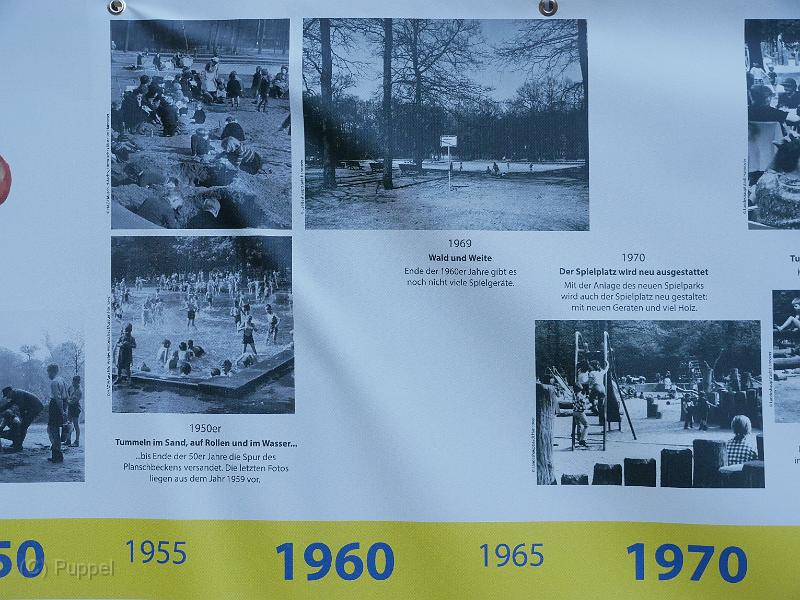 1969
Wald und Weite
Ende der 1960er Jahre gibt es
noch nicht viele Spielgeräte.
1970
Der Spielplatz wird neu ausgestattet
Mit der Anlage des neuen Spielparks
wird auch der Spielplatz neu gestaltet:
mit neuen Geräten und viel Holz.
1950er
Tummeln im Sand, auf Rollen und im Wasser...
..bis Ende der 50er Jahre die Spur des
Planschbeckens versandet. Die letzten Fotos
liegen aus dem Jahr 1959 vor.
50 1955 1960 1965 1970
(C) Puppel